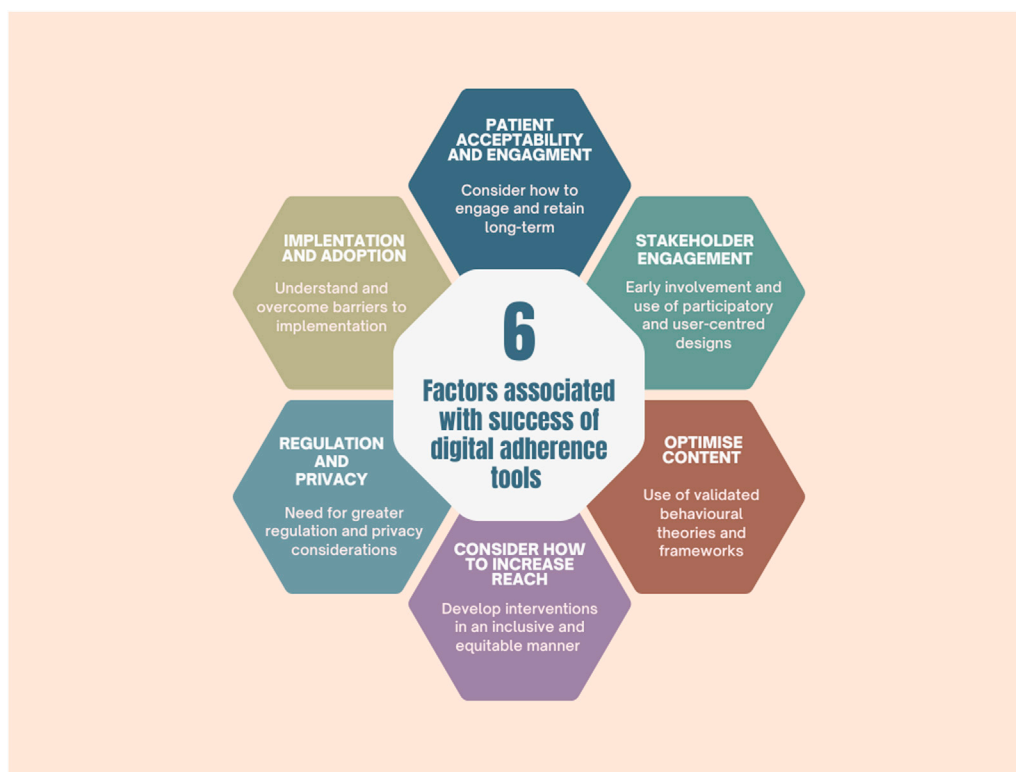 PATIENT
ACCEPTABILITY
AND ENGAGMENT
Consider how to
engage and retain
long-term
STAKEHOLDER
ENGAGEMENT
Early involvement and
use of participatory
and user-centred
designs
OPTIMISE
CONTENT
Use of validated
behavioural
theories and
frameworks
CONSIDER HOW
TO INCREASE
REACH
Develop interventions
in an inclusive and
equitable manner
REGULATION
AND
PRIVACY
Need for greater
regulation and privacy
considerations
IMPLENTATION
AND ADOPTION
Understand and
overcome barriers to
implementation
6
Factors associated
with success of
digital adherence
tools